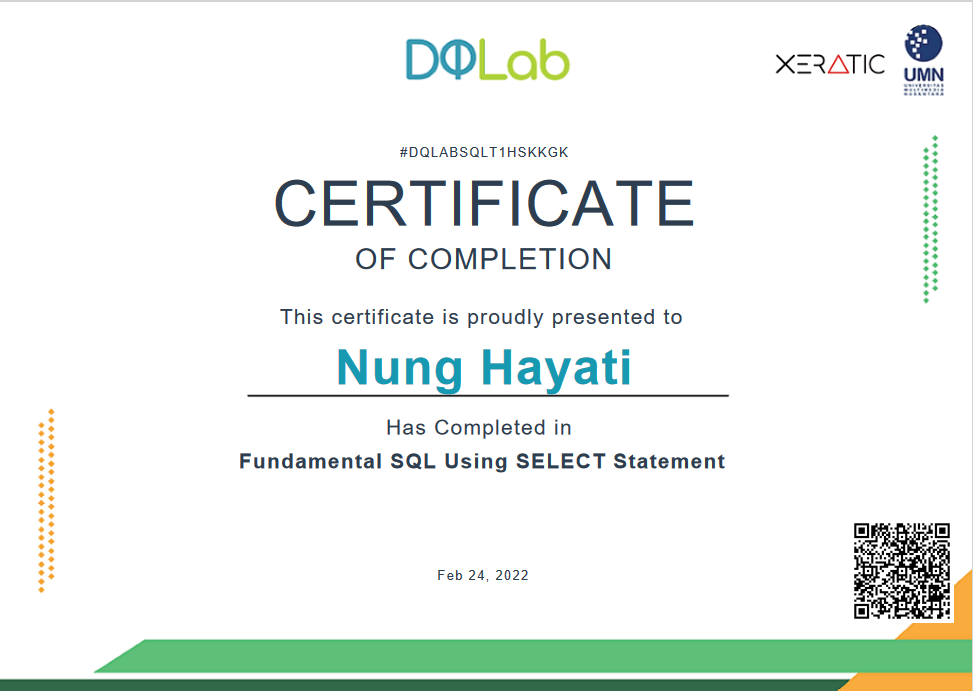 DQLab
XERATIC
UMN
UNIVERSITAS
MULTIMEDIA
NUSANTARA
#DQLABSQLT1HSKKGK
CERTIFICATE
OF COMPLETION
This certificate is proudly presented to
Nung Hayati
Has Completed in
Fundamental SQL Using SELECT Statement
Feb 24, 2022